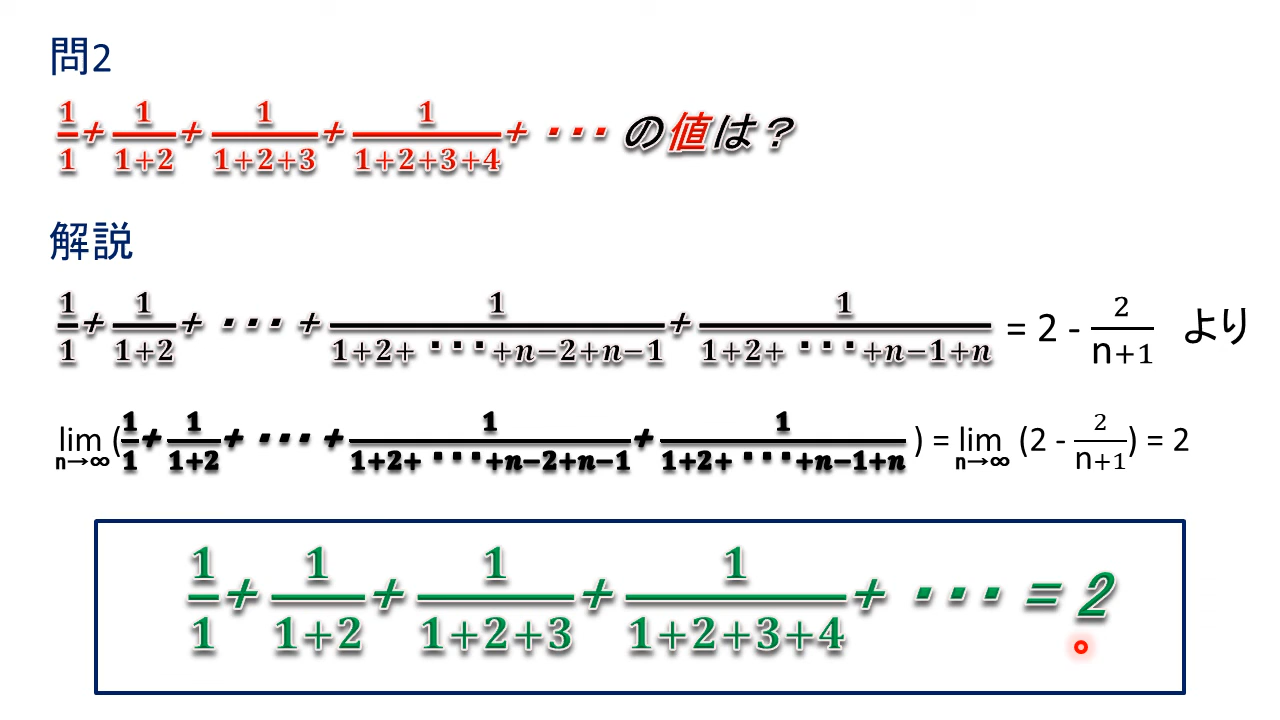 問2
1/1 + 1/1+2 + 1/1+2+3 + 1/1+2+3+4 + ・・・ の値は？
解説
1/1 + 1/1+2 + ・・・ + 1/1+2+・・・+n−2+n−1 + 1/1+2+・・・+n−1+n = 2 - 2/n+1 より
lim n→∞ (1/1 + 1/1+2 + ・・・ + 1/1+2+・・・+n−2+n−1 + 1/1+2+・・・+n−1+n) = lim n→∞ (2 - 2/n+1) = 2
1/1 + 1/1+2 + 1/1+2+3 + 1/1+2+3+4 + ・・・ = 2